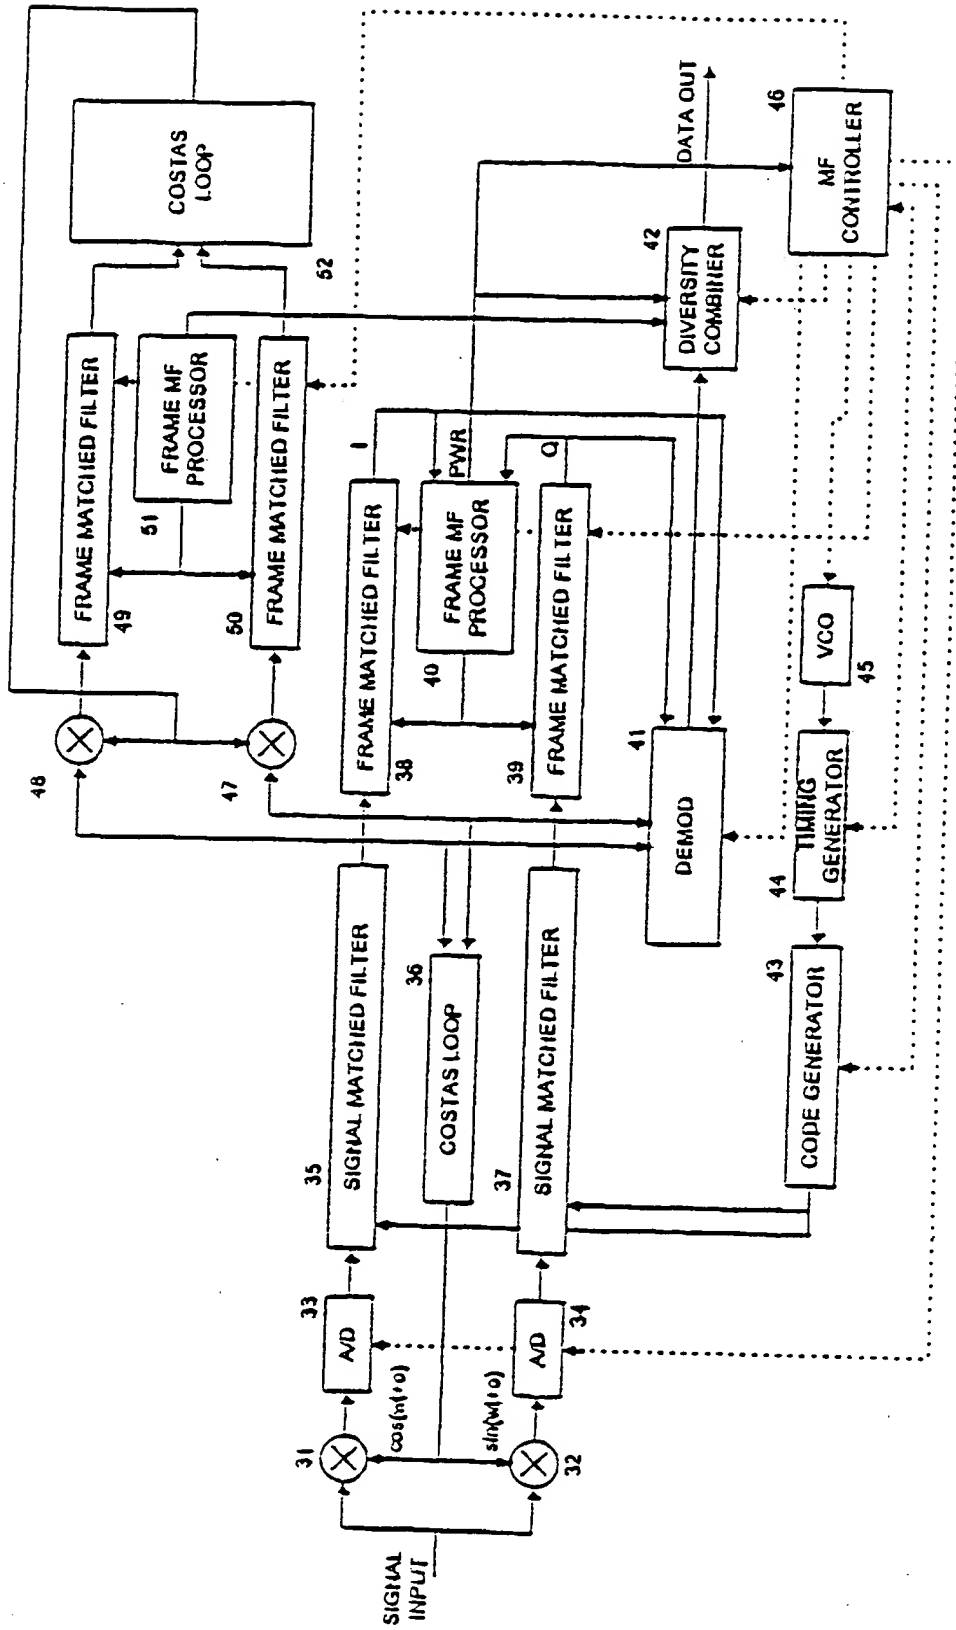 SIGNAL
INPUT
31
32
cos(n(+o)
sin(w(+o)
33
A/D
A/D
34
35
SIGNAL MATCHED FILTER
36
COSTAS LOOP
37
SIGNAL MATCHED FILTER
38
FRAME MATCHED FILTER
I
40
FRAME MF
PROCESSOR
PWR
39
FRAME MATCHED FILTER
Q
48
47
49
FRAME MATCHED FILTER
51
FRAME MF
PROCESSOR
50
FRAME MATCHED FILTER
52
COSTAS
LOOP
41
DEMOD
42
DIVERSITY
COMBINER
DATA OUT
43
CODE GENERATOR
44
TIMING
GENERATOR
VCO
45
46
MF
CONTROLLER